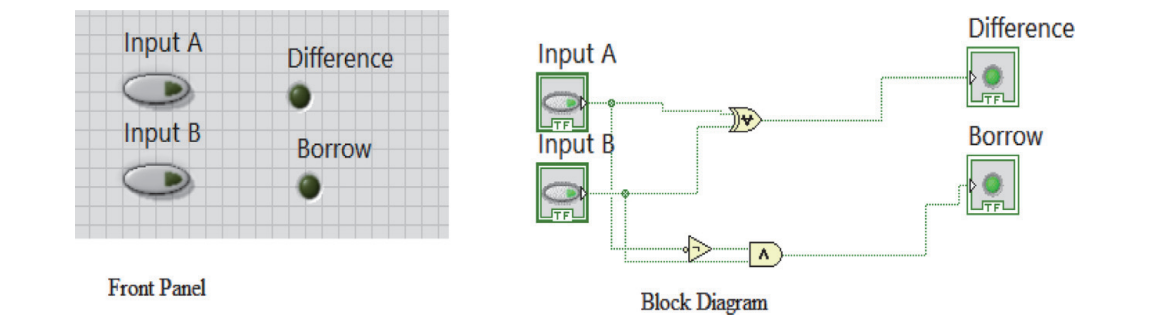 Input A
Difference
Input B
Borrow
Front Panel
Input A
TF
Input B
TF
Difference
TF
Borrow
TF
Block Diagram